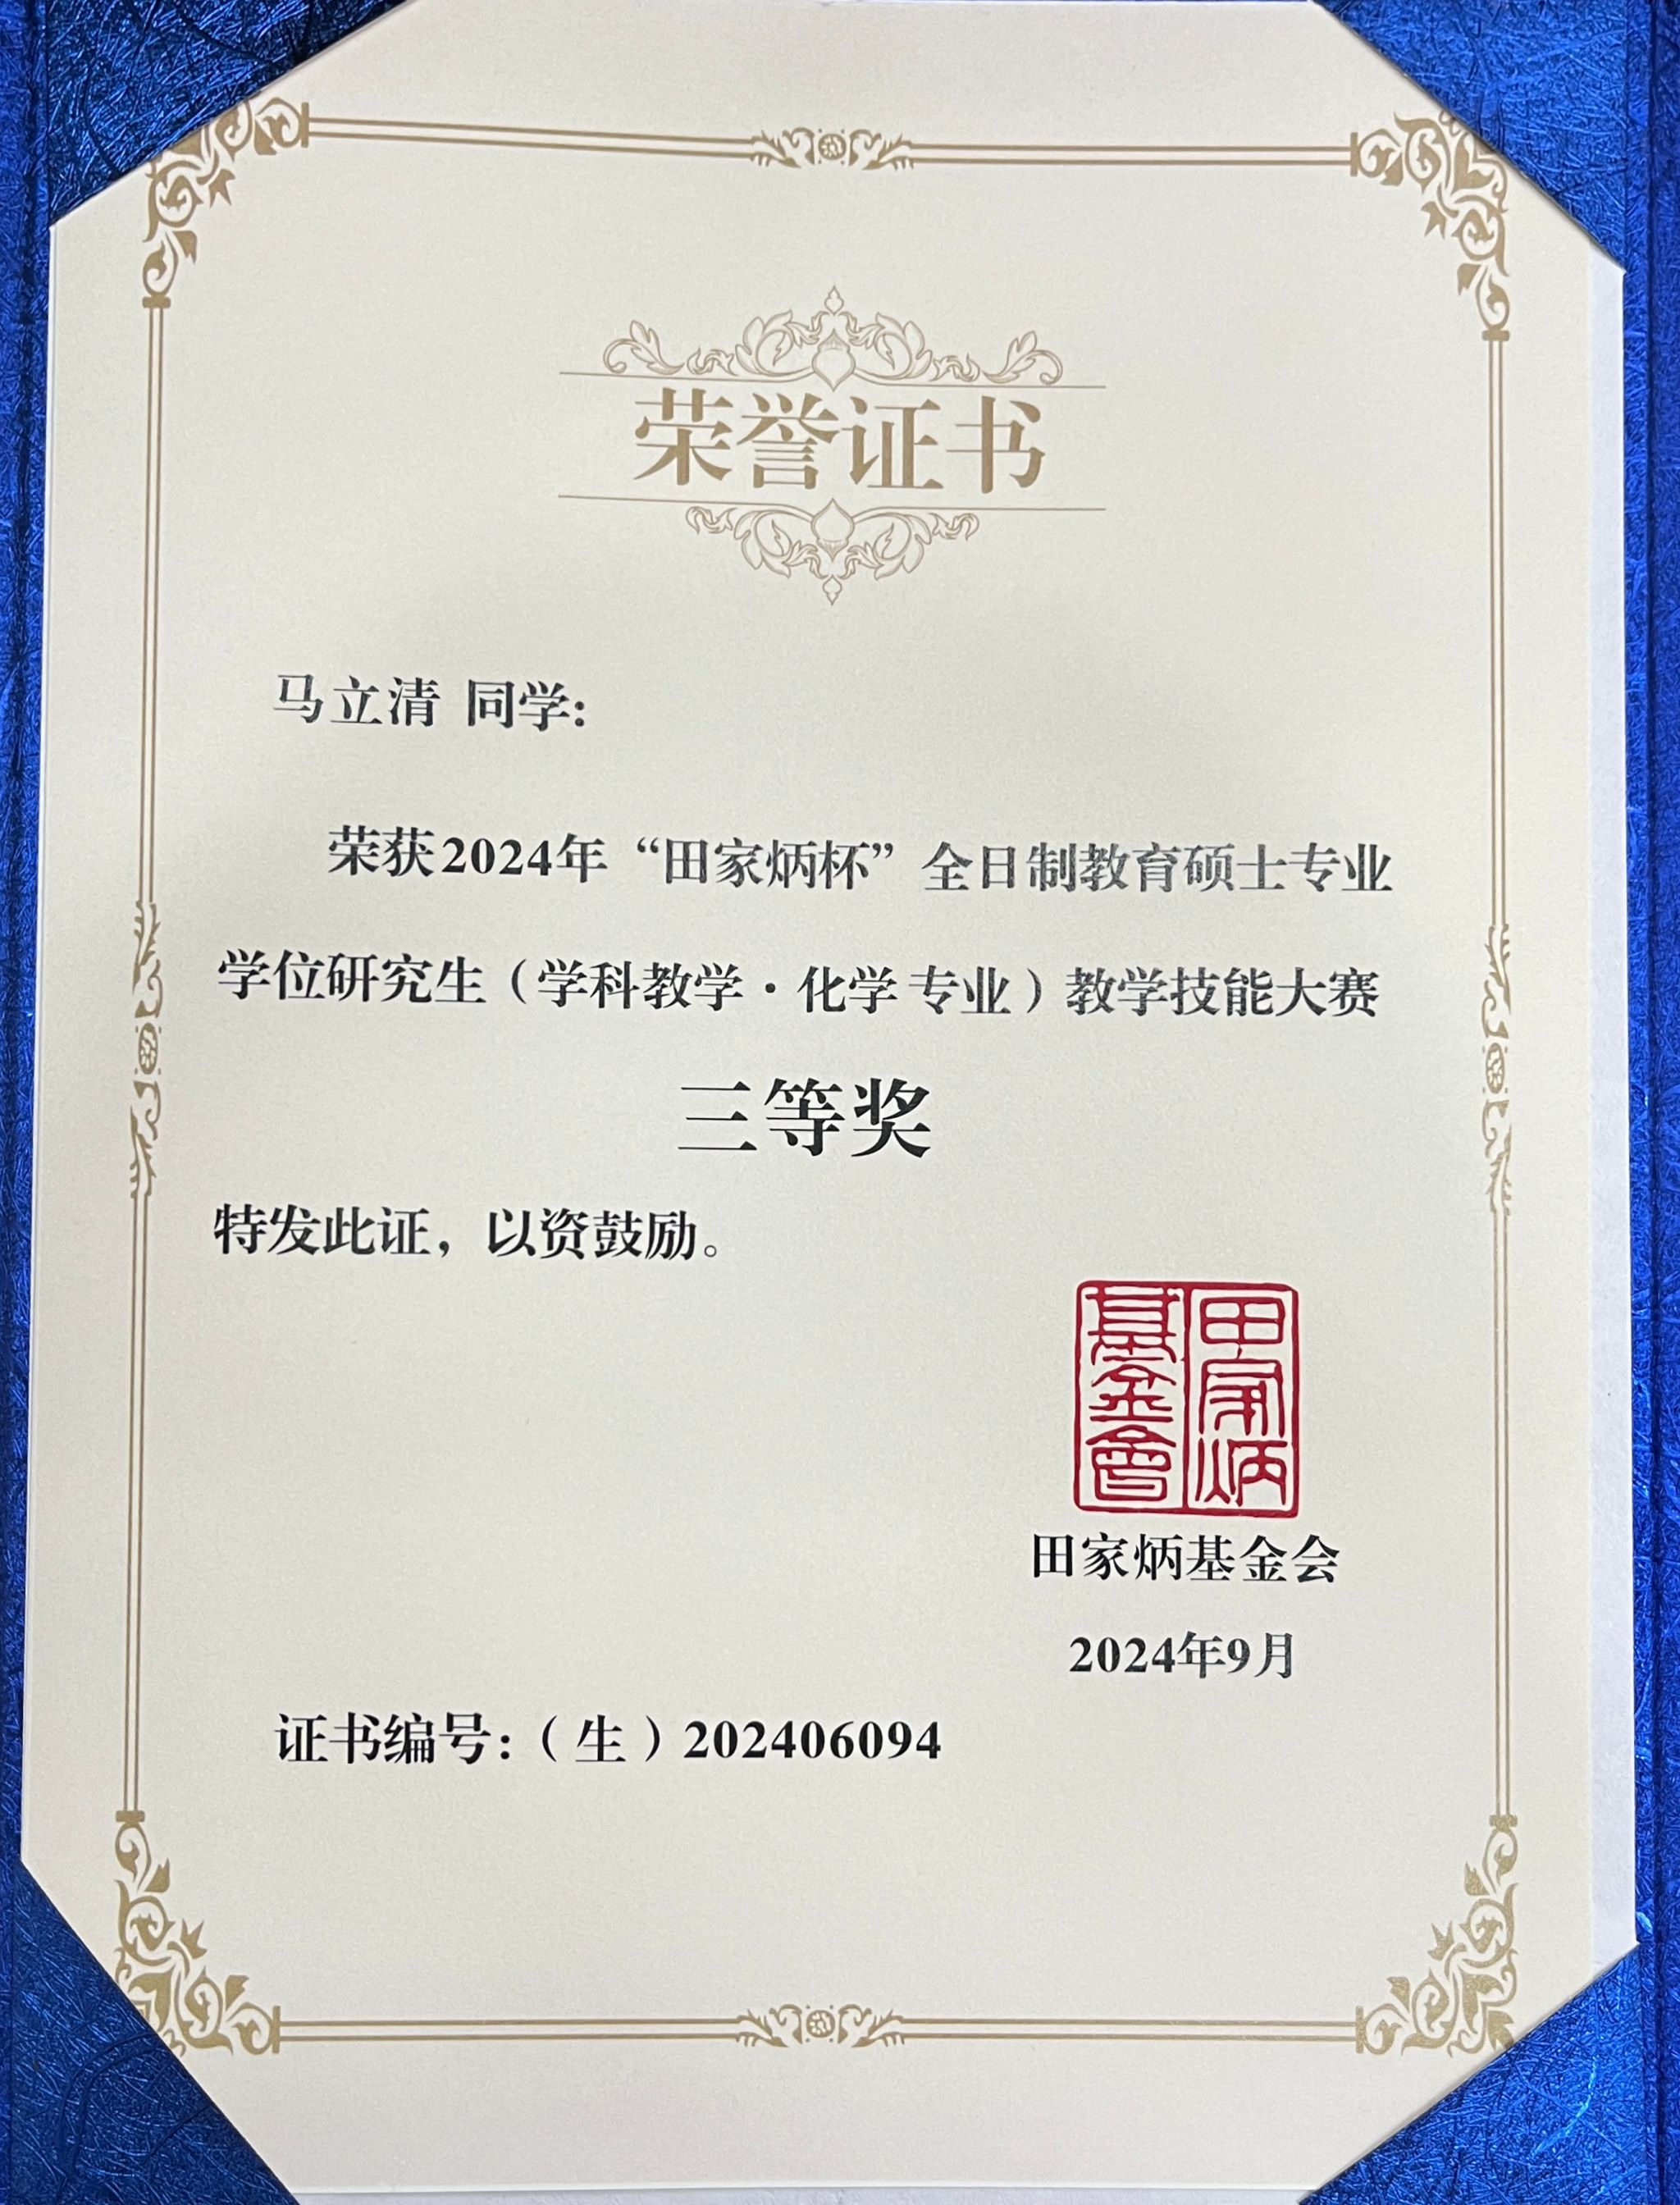 荣誉证书
马立清 同学：
荣获2024年“田家炳杯”全日制教育硕士专业
学位研究生（学科教学·化学 专业）教学技能大赛
三等奖
特发此证，以资鼓励。
田家炳
基金會
田家炳基金会
2024年9月
证书编号：（生）202406094